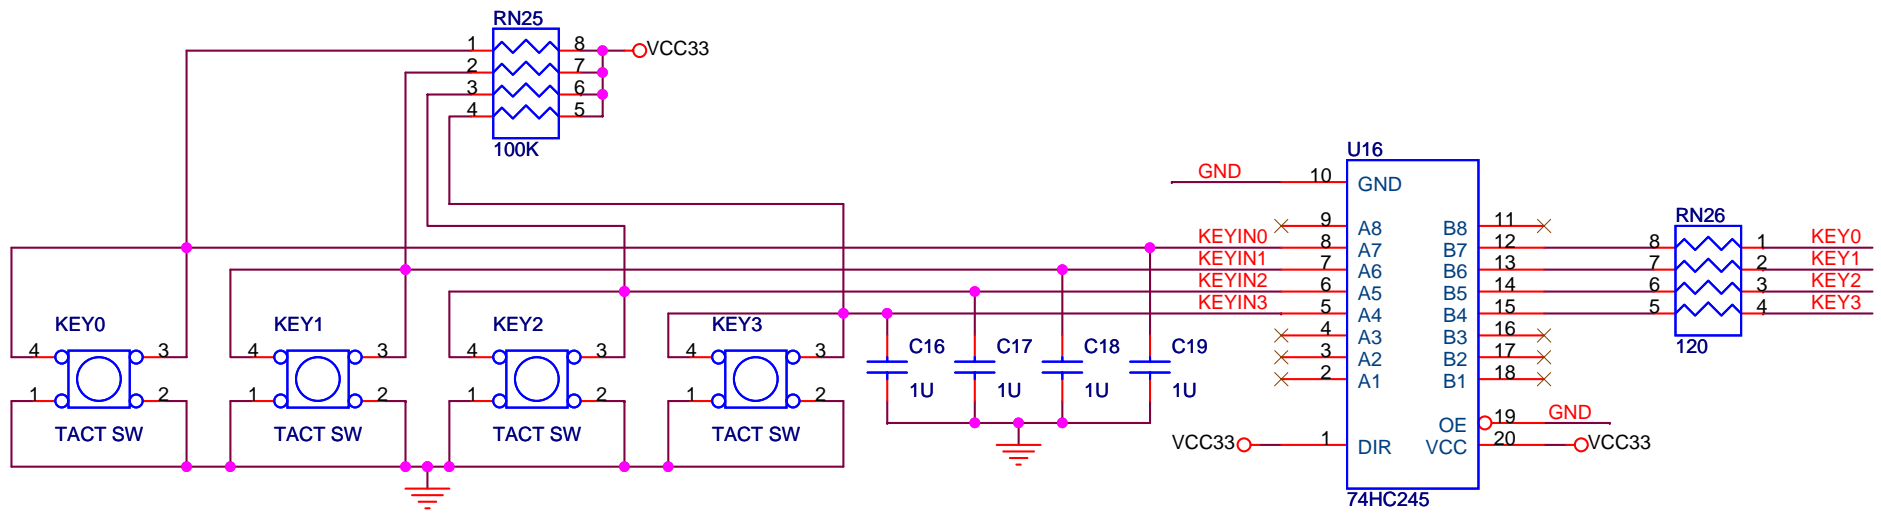 RN25
1 8 VCC33
2 7
3 6
4 5
100K
U16
GND 10 GND
9 A8 B8 11
KEYIN0 8 A7 B7 12
KEYIN1 7 A6 B6 13
KEYIN2 6 A5 B5 14
KEYIN3 5 A4 B4 15
4 A3 B3 16
3 A2 B2 17
2 A1 B1 18
OE 19 GND
VCC33 1 DIR VCC 20 VCC33
74HC245
RN26
8 1 KEY0
7 2 KEY1
6 3 KEY2
5 4 KEY3
120
KEY0
4 3
1 2
TACT SW
KEY1
4 3
1 2
TACT SW
KEY2
4 3
1 2
TACT SW
KEY3
4 3
1 2
TACT SW
C16
1U
C17
1U
C18
1U
C19
1U